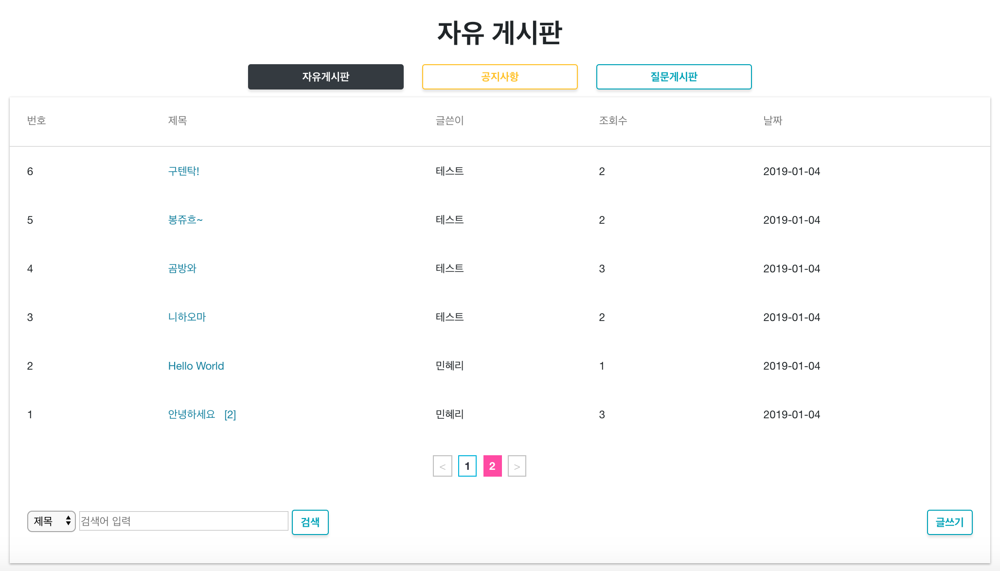 자유 게시판
자유게시판 공지사항 질문게시판
번호 제목 글쓴이 조회수 날짜
6 구텐탁! 테스트 2 2019-01-04
5 봉쥬흐~ 테스트 2 2019-01-04
4 곰방와 테스트 3 2019-01-04
3 니하오마 테스트 2 2019-01-04
2 Hello World 민혜리 1 2019-01-04
1 안녕하세요 [2] 민혜리 3 2019-01-04
< 1 2 >
제목 검색어 입력 검색 글쓰기